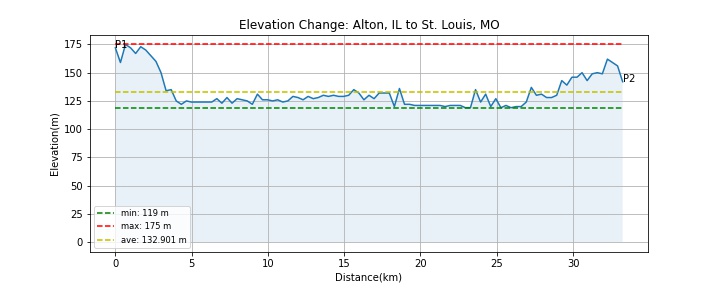 Elevation Change: Alton, IL to St. Louis, MO
Elevation(m)
175
150
125
100
75
50
25
0
P1
P2
min: 119 m
max: 175 m
ave: 132.901 m
0 5 10 15 20 25 30
Distance(km)